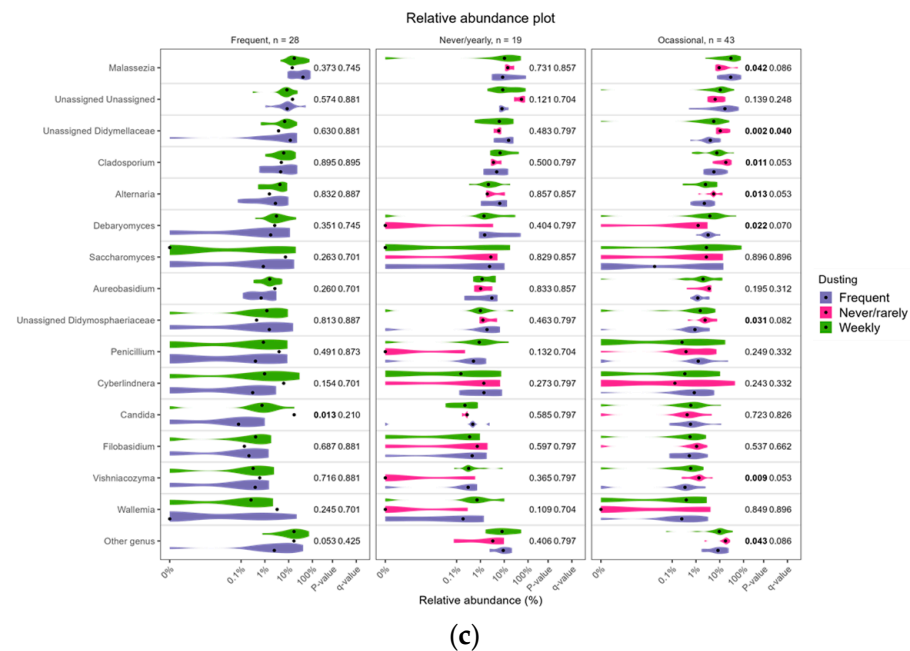 Relative abundance plot
Frequent, n = 28 Never/yearly, n = 19 Ocassional, n = 43
Malassezia 0.373 0.745 0.731 0.857 0.042 0.086
Unassigned Unassigned 0.574 0.881 0.121 0.704 0.139 0.248
Unassigned Didymellaceae 0.630 0.881 0.483 0.797 0.002 0.040
Cladosporium 0.895 0.895 0.500 0.797 0.011 0.053
Alternaria 0.832 0.887 0.857 0.857 0.013 0.053
Debaryomyces 0.351 0.745 0.404 0.797 0.022 0.070
Saccharomyces 0.263 0.701 0.829 0.857 0.896 0.896
Aureobasidium 0.260 0.701 0.833 0.857 0.195 0.312
Unassigned Didymosphaeriaceae 0.813 0.887 0.463 0.797 0.031 0.082
Penicillium 0.491 0.873 0.132 0.704 0.249 0.332
Cyberlindnera 0.154 0.701 0.273 0.797 0.243 0.332
Candida 0.013 0.210 0.585 0.797 0.723 0.826
Filobasidium 0.687 0.881 0.597 0.797 0.537 0.662
Vishniacozyma 0.716 0.881 0.365 0.797 0.009 0.053
Wallemia 0.245 0.701 0.109 0.704 0.849 0.896
Other genus 0.053 0.425 0.406 0.797 0.043 0.086
0% 0.1% 1% 10% 100% P-value q-value 0% 0.1% 1% 10% 100% P-value q-value 0% 0.1% 1% 10% 100% P-value q-value
Relative abundance (%)
Dusting
Frequent
Never/rarely
Weekly
(c)